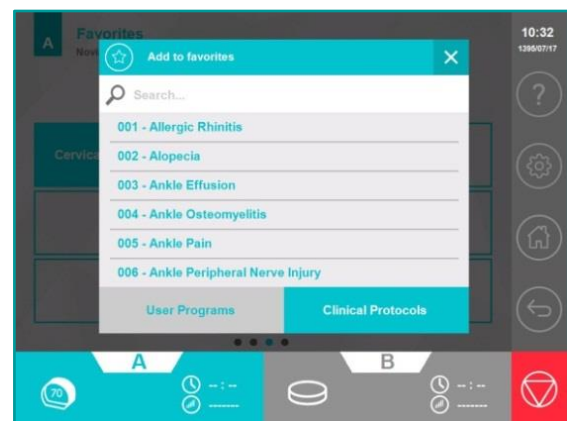 A
Favorites
10:32
1395/07/17
Add to favorites
Search...
001 - Allergic Rhinitis
002 - Alopecia
Cervica
003 - Ankle Effusion
004 - Ankle Osteomyelitis
005 - Ankle Pain
006 - Ankle Peripheral Nerve Injury
User Programs
Clinical Protocols
A
B
70
--:--
-------
--:--
-------